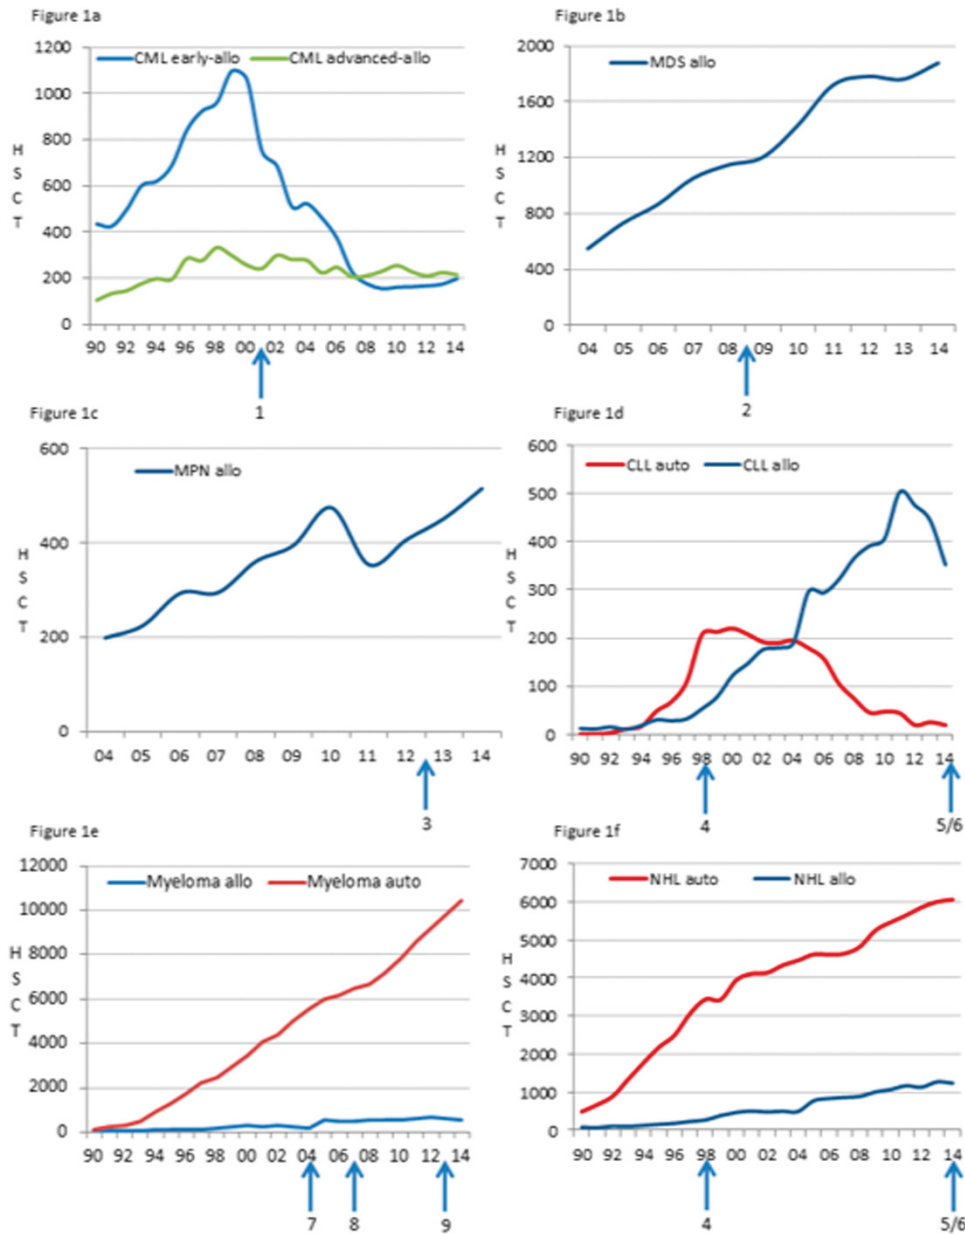 Figure 1a
CML early-allo CML advanced-allo
1200
1000
800
600
400
200
0
H
S
C
T
90 92 94 96 98 00 02 04 06 08 10 12 14
1
Figure 1b
MDS allo
2000
1600
1200
800
400
0
H
S
C
T
04 05 06 07 08 09 10 11 12 13 14
2
Figure 1c
MPN allo
600
400
200
0
H
S
C
T
04 05 06 07 08 09 10 11 12 13 14
3
Figure 1d
CLL auto CLL allo
600
500
400
300
200
100
0
H
S
C
T
90 92 94 96 98 00 02 04 06 08 10 12 14
4 5/6
Figure 1e
Myeloma allo Myeloma auto
12000
10000
8000
6000
4000
2000
0
H
S
C
T
90 92 94 96 98 00 02 04 06 08 10 12 14
7 8 9
Figure 1f
NHL auto NHL allo
7000
6000
5000
4000
3000
2000
1000
0
H
S
C
T
90 92 94 96 98 00 02 04 06 08 10 12 14
4 5/6